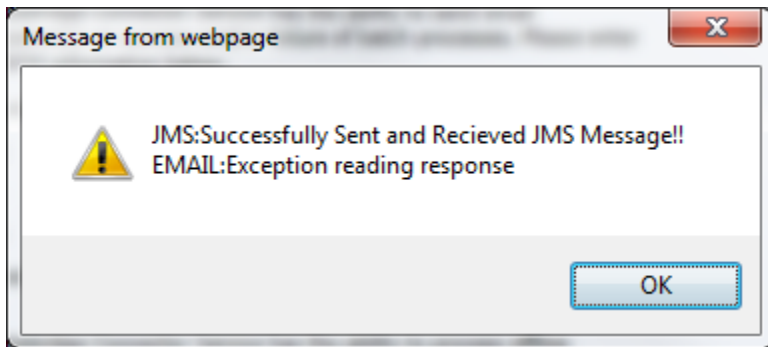 Message from webpage
JMS:Successfully Sent and Recieved JMS Message!!
EMAIL:Exception reading response
OK